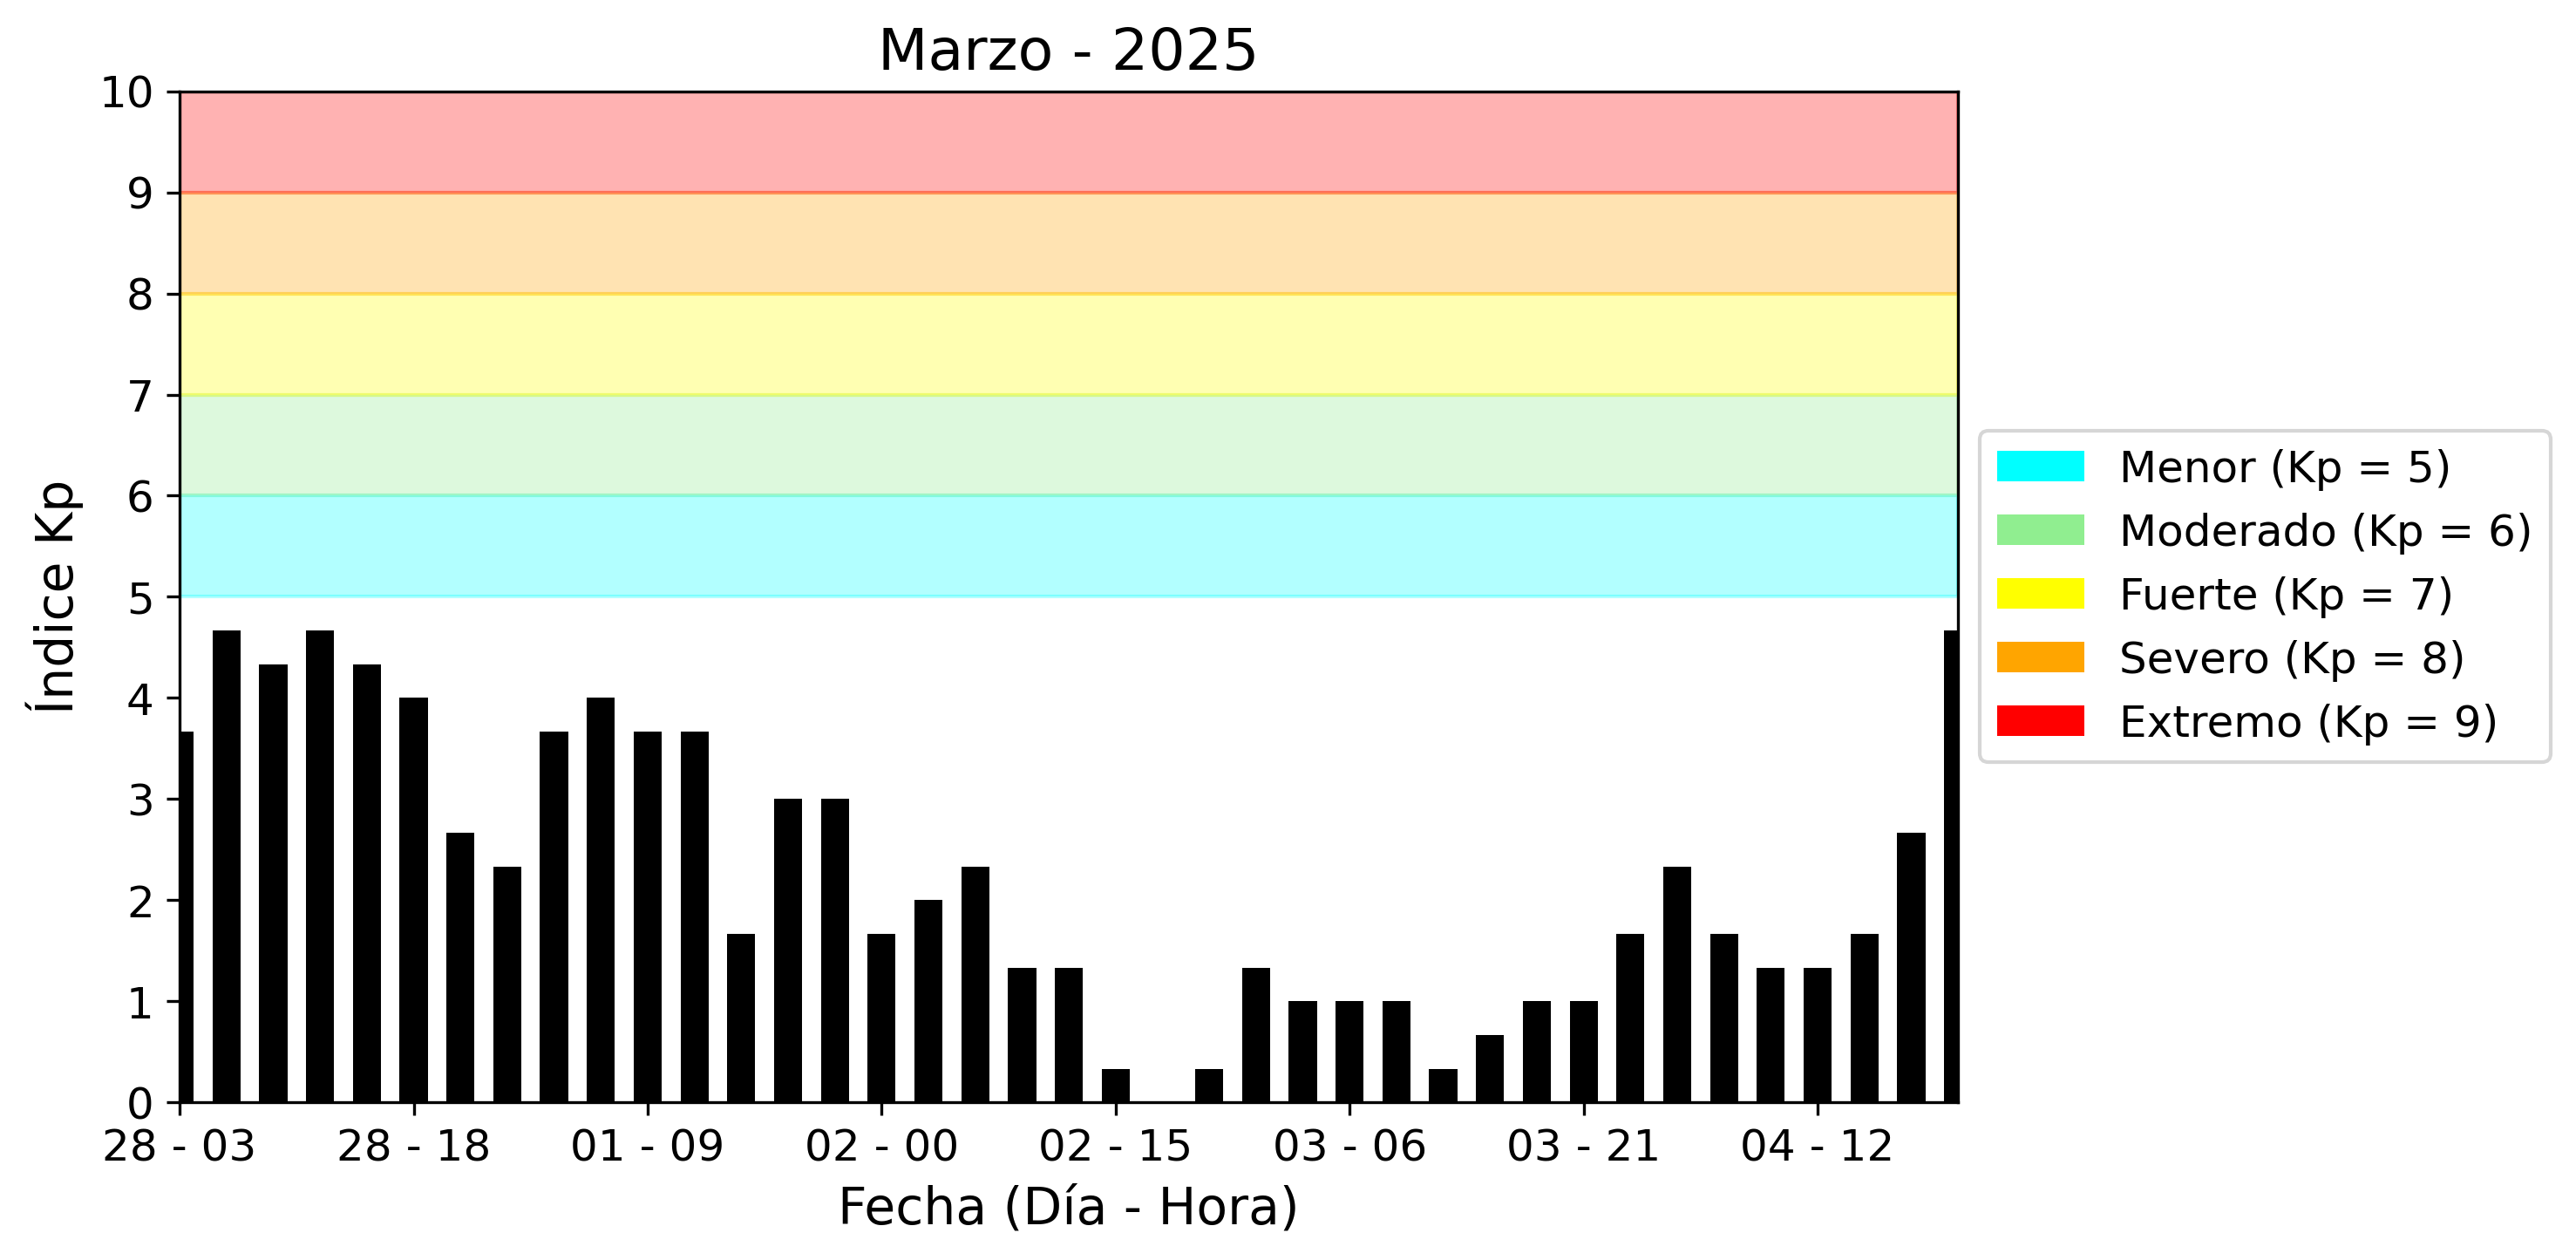 Marzo - 2025
10
9
8
7
6
5
4
3
2
1
0
Índice Kp
28 - 03
28 - 18
01 - 09
02 - 00
02 - 15
03 - 06
03 - 21
04 - 12
Fecha (Día - Hora)
Menor (Kp = 5)
Moderado (Kp = 6)
Fuerte (Kp = 7)
Severo (Kp = 8)
Extremo (Kp = 9)